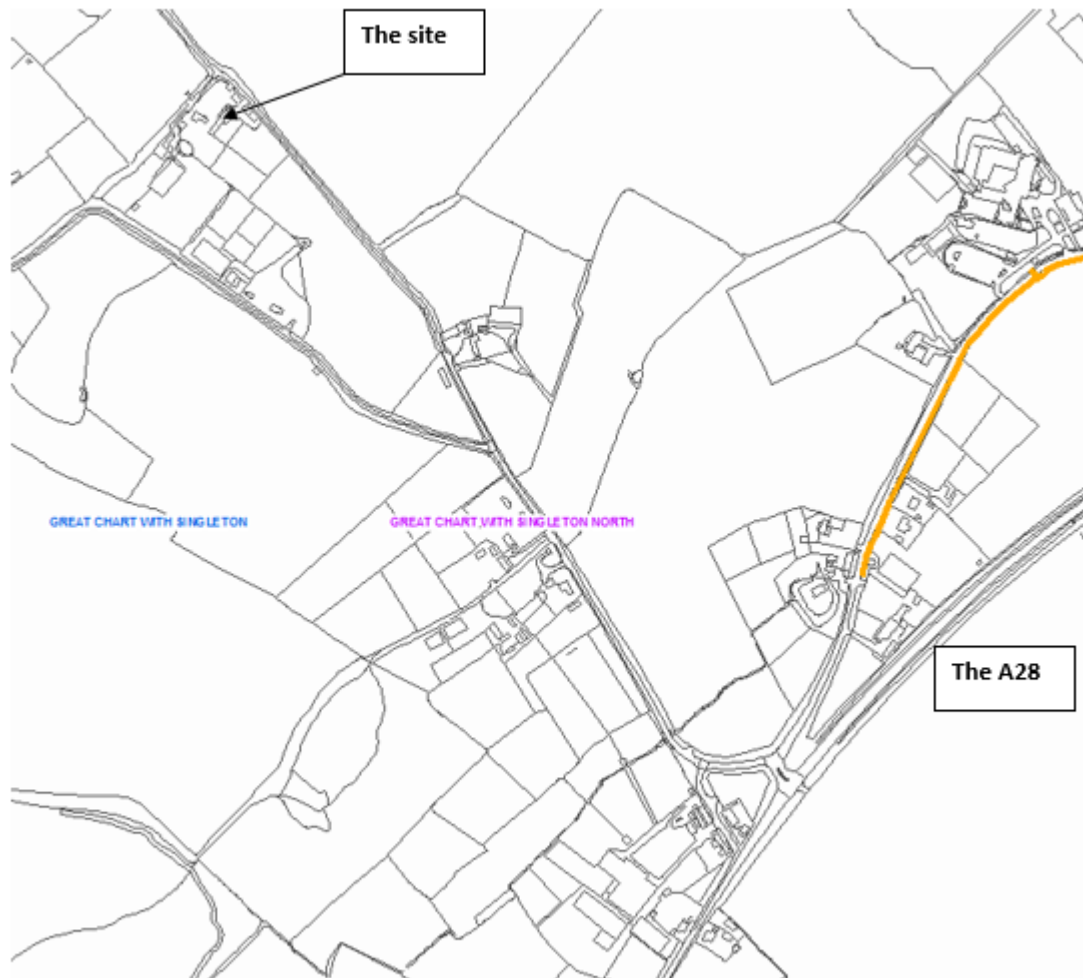 The site
GREAT CHART WITH SINGLETON
GREAT CHART WITH SINGLETON NORTH
The A28